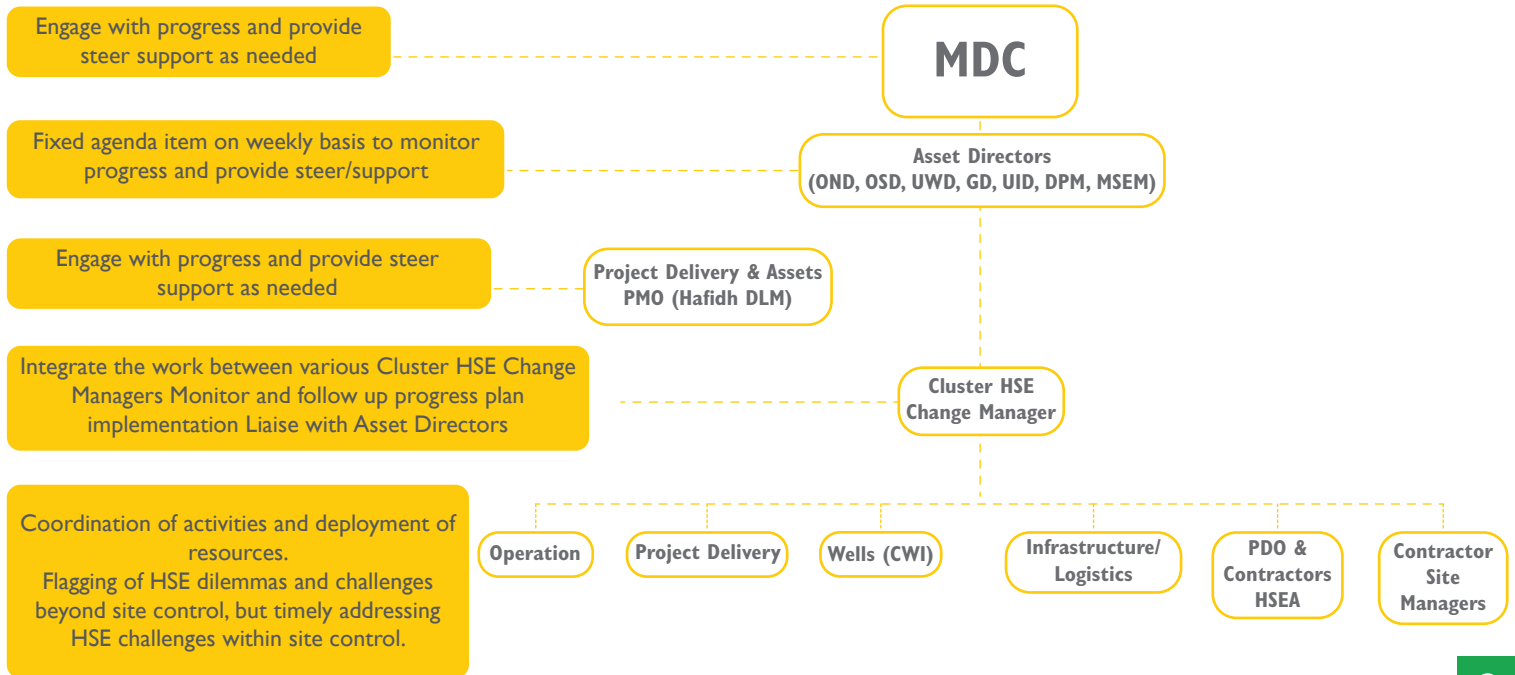 Engage with progress and provide
steer support as needed
MDC
Fixed agenda item on weekly basis to monitor
progress and provide steer/support
Asset Directors
(OND, OSD, UWD, GD, UID, DPM, MSEM)
Engage with progress and provide steer
support as needed
Project Delivery & Assets
PMO (Hafidh DLM)
Integrate the work between various Cluster HSE Change
Managers Monitor and follow up progress plan
implementation Liaise with Asset Directors
Cluster HSE
Change Manager
Coordination of activities and deployment of
resources.
Flagging of HSE dilemmas and challenges
beyond site control, but timely addressing
HSE challenges within site control.
Operation
Project Delivery
Wells (CWI)
Infrastructure/
Logistics
PDO &
Contractors
HSEA
Contractor
Site
Managers